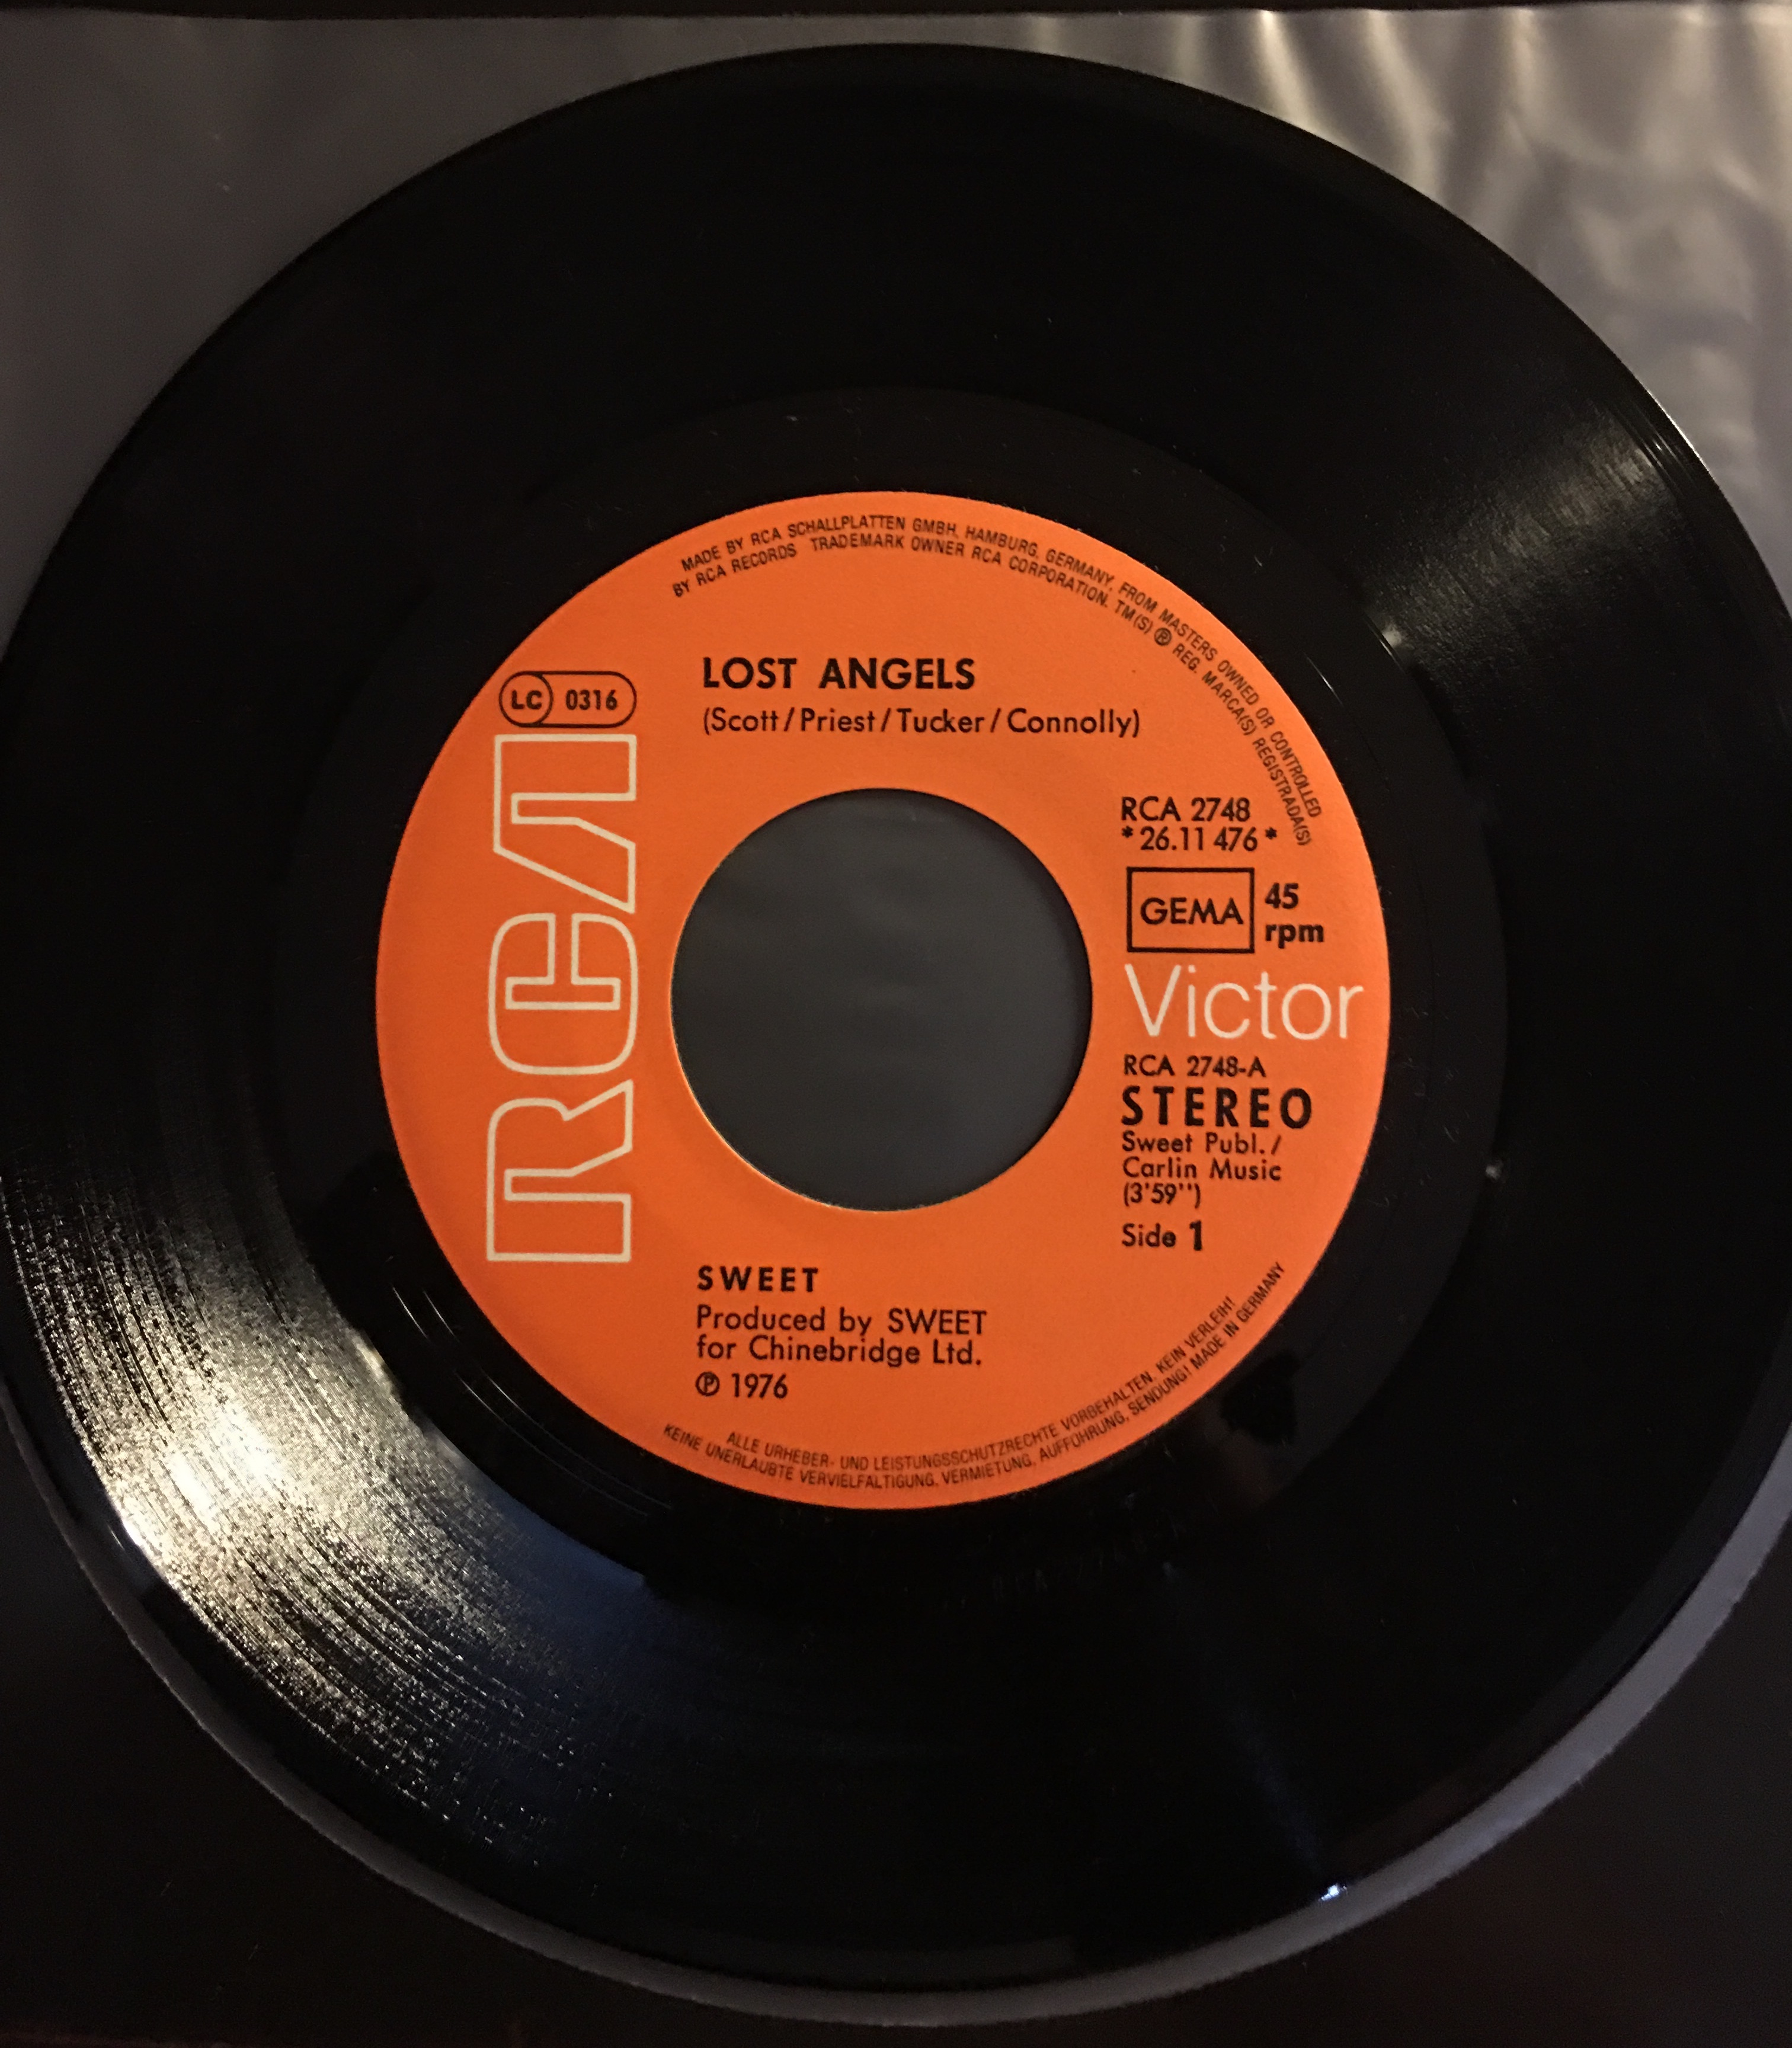 MADE BY RCA SCHALLPLATTEN GMBH, HAMBURG, GERMANY, FROM MASTERS OWNED OR CONTROLLED
BY RCA RECORDS TRADEMARK OWNER RCA CORPORATION. TM(S) ® REG. MARCA(S) REGISTRADA(S)
LOST ANGELS
(Scott/Priest/Tucker/Connolly)
LC 0316
RCA
RCA 2748
*26.11 476*
GEMA
45
rpm
Victor
RCA 2748-A
STEREO
Sweet Publ./
Carlin Music
(3'59")
Side 1
SWEET
Produced by SWEET
for Chinebridge Ltd.
℗ 1976
ALLE URHEBER- UND LEISTUNGSSCHUTZRECHTE VORBEHALTEN. KEIN VERLEIH!
KEINE UNERLAUBTE VERVIELFALTIGUNG, VERMIETUNG, AUFFÜHRUNG, SENDUNG! MADE IN GERMANY